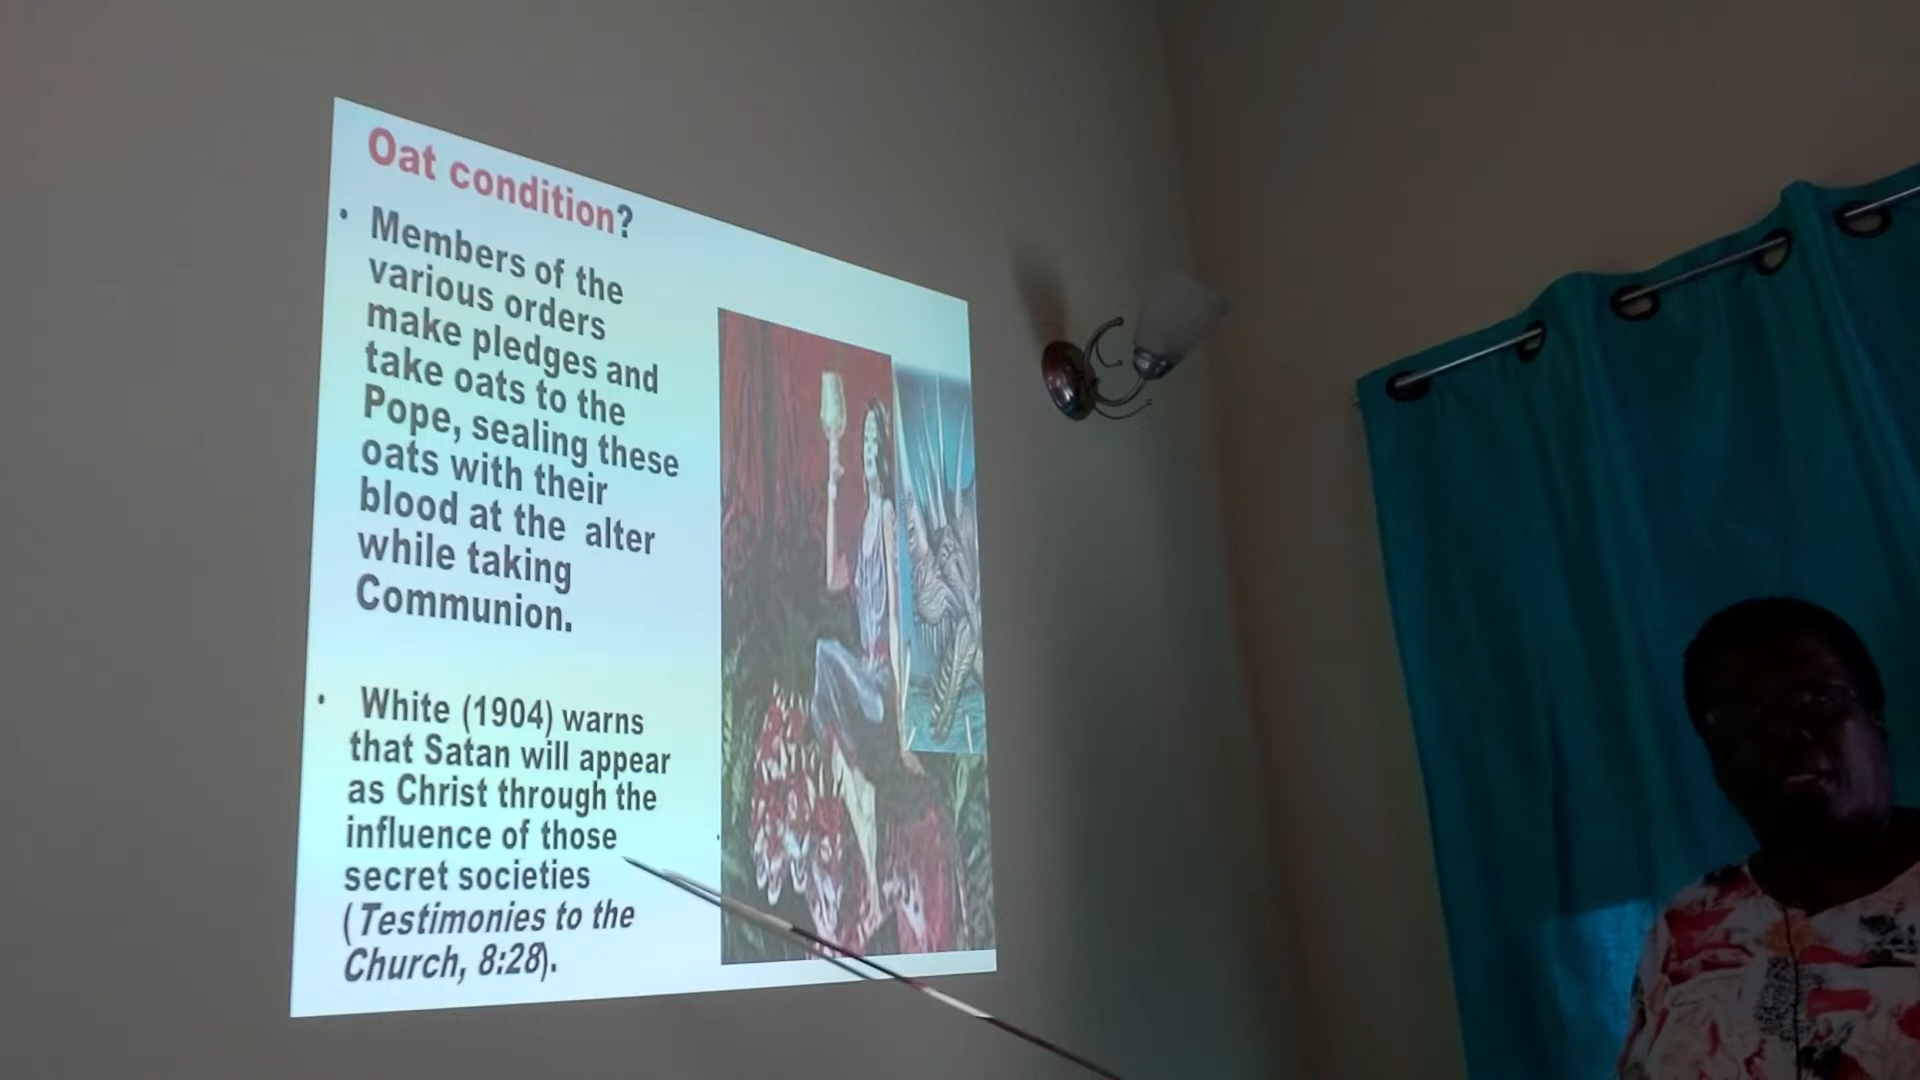 Oat condition?
• Members of the
various orders
make pledges and
take oats to the
Pope, sealing these
oats with their
blood at the alter
while taking
Communion.
• White (1904) warns
that Satan will appear
as Christ through the
influence of those
secret societies
(Testimonies to the
Church, 8:28).